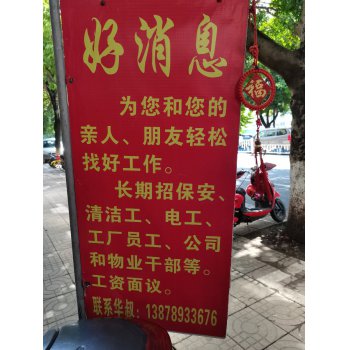 好消息
为您和您的
亲人、朋友轻松
找好工作。
长期招保安、
清洁工、电工、
工厂员工、公司
和物业干部等。
工资面议。
联系华叔：13878933676
福